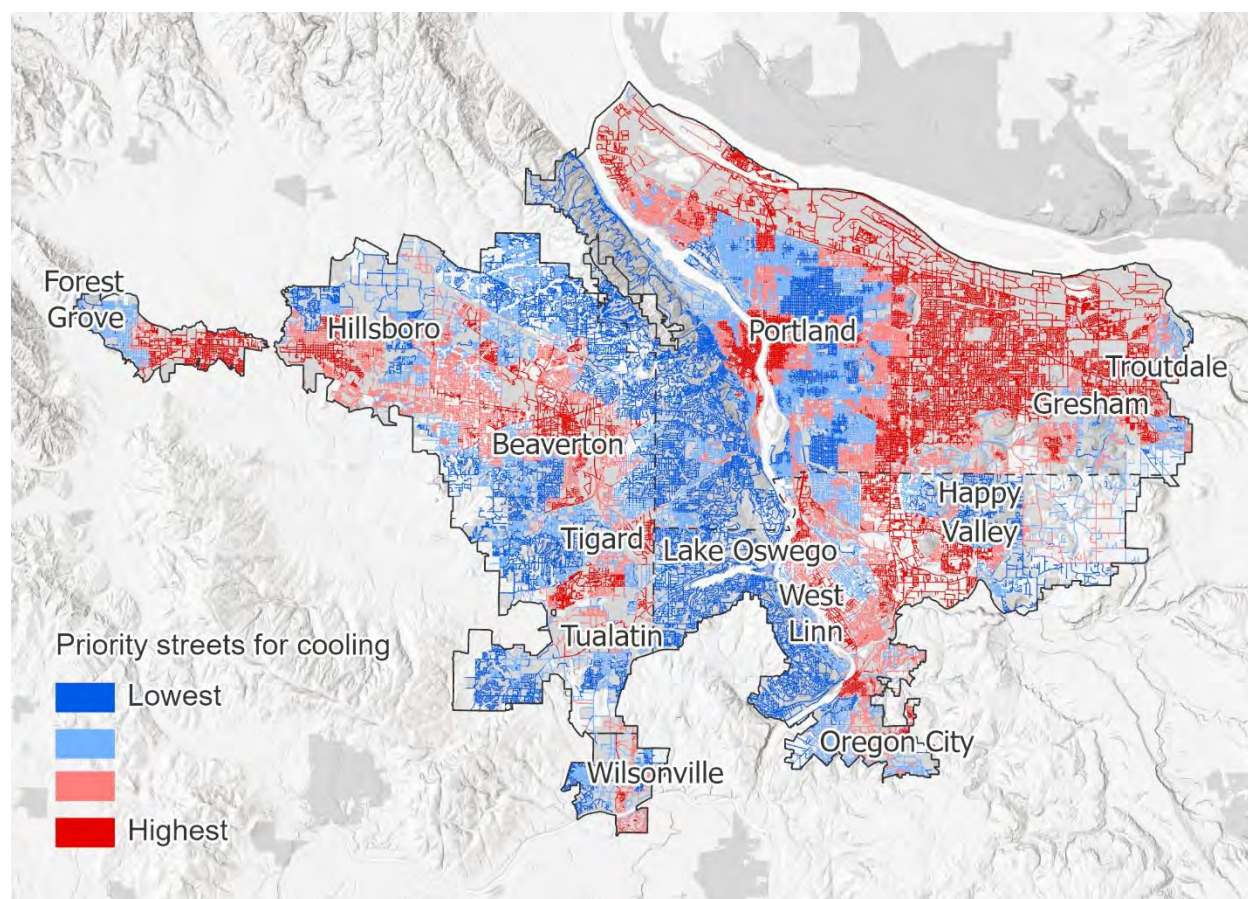 Forest
Grove
Hillsboro
Portland
Troutdale
Gresham
Beaverton
Happy
Valley
Tigard
Lake Oswego
West
Linn
Tualatin
Oregon City
Wilsonville
Priority streets for cooling
Lowest
Highest